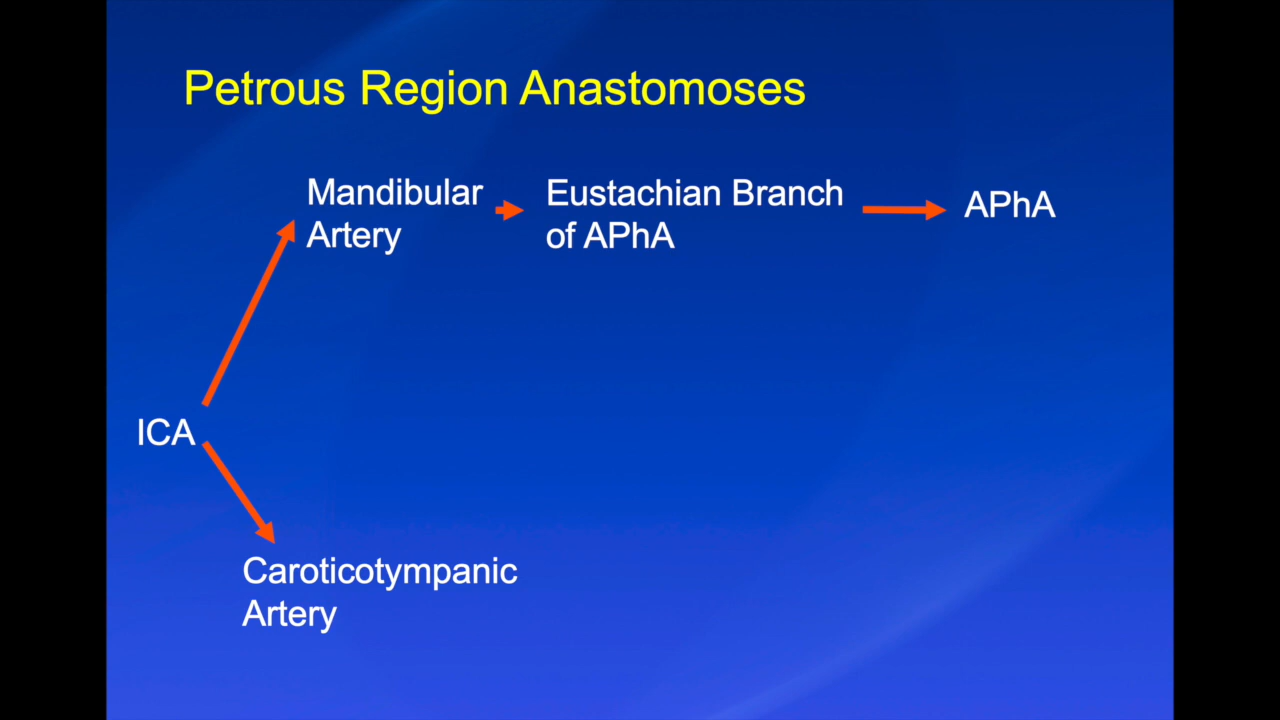 Petrous Region Anastomoses
Mandibular
Artery
Eustachian Branch
of APhA
APhA
ICA
Caroticotympanic
Artery